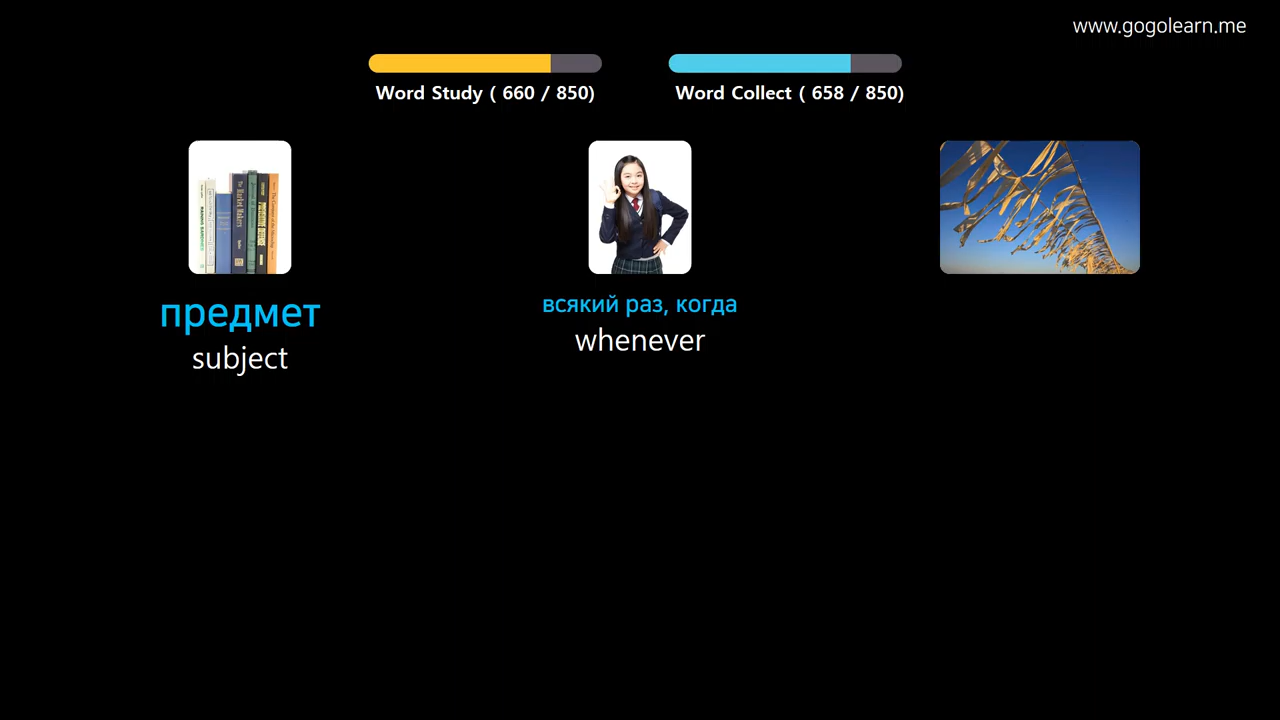 www.gogolearn.me
Word Study ( 660 / 850)
Word Collect ( 658 / 850)
предмет
subject
всякий раз, когда
whenever